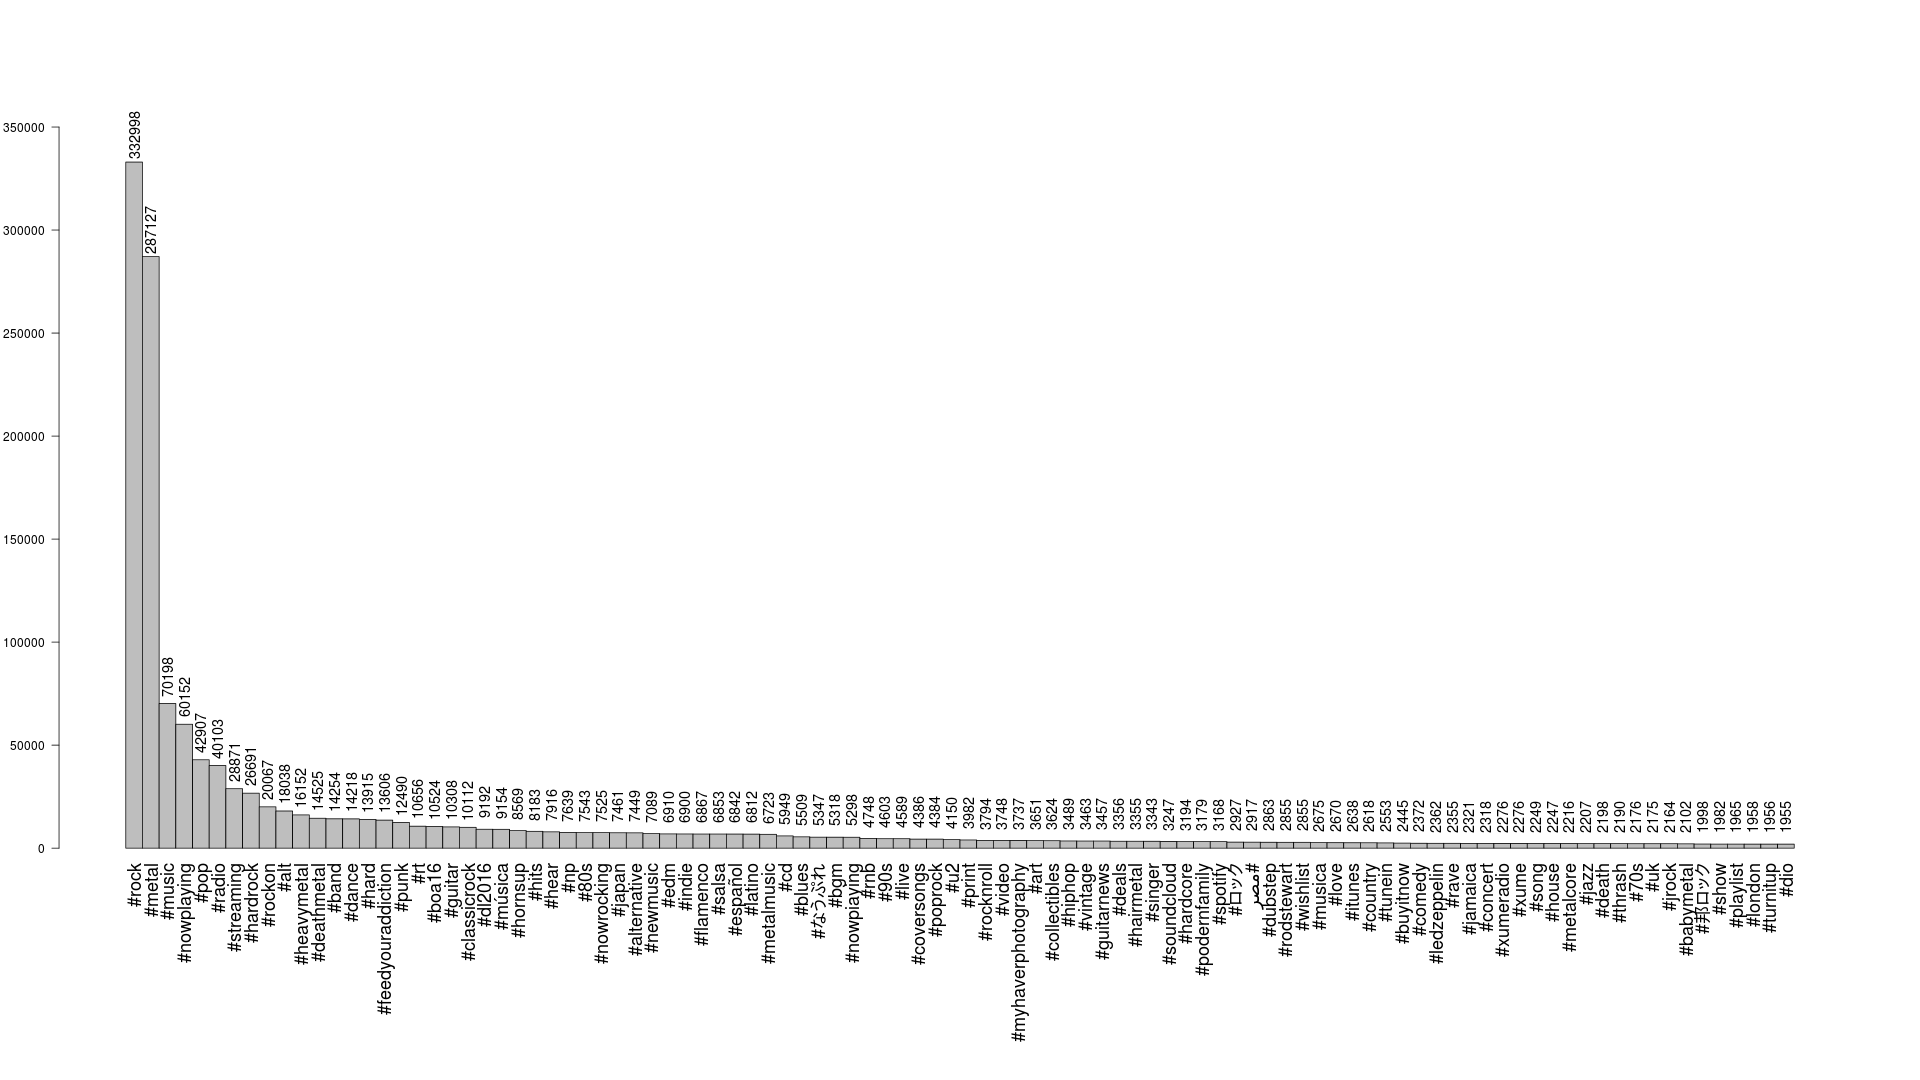 350000
300000
250000
200000
150000
100000
50000
0
332998
287127
70198
60152
42907
40103
28871
26691
20067
18038
16152
14525
14254
14218
13915
13606
12490
10656
10524
10308
10112
9192
9154
8569
8183
7916
7639
7543
7525
7461
7449
7089
6910
6900
6867
6853
6842
6812
6723
5949
5509
5347
5318
5298
4748
4603
4589
4386
4384
4150
3982
3794
3748
3737
3651
3624
3489
3463
3457
3356
3355
3343
3247
3194
3179
3168
2927
2917
2863
2855
2855
2675
2670
2638
2618
2553
2445
2372
2362
2355
2321
2318
2276
2276
2249
2247
2216
2207
2198
2190
2176
2175
2164
2102
1998
1982
1965
1958
1956
1955
#rock
#metal
#music
#nowplaying
#pop
#radio
#streaming
#hardrock
#rockon
#alt
#heavymetal
#deathmetal
#band
#dance
#hard
#feedyouraddiction
#punk
#rt
#boa16
#guitar
#classicrock
#dl2016
#musica
#hornsup
#hits
#hear
#np
#80s
#nowrocking
#japan
#alternative
#newmusic
#edm
#indie
#flamenco
#salsa
#español
#latino
#metalmusic
#cd
#blues
#なうぷれ
#bgm
#nowplaying
#rnb
#90s
#live
#coversongs
#poprock
#u2
#print
#rocknroll
#video
#myhaverphotography
#art
#collectibles
#hiphop
#vintage
#guitarnews
#deals
#hairmetal
#singer
#soundcloud
#hardcore
#podernfamily
#spotify
#ロック
#مصر
#dubstep
#rodstewart
#wishlist
#musica
#love
#itunes
#country
#tunein
#buyitnow
#comedy
#ledzeppelin
#rave
#jamaica
#concert
#xumeradio
#xume
#song
#house
#metalcore
#jazz
#death
#thrash
#70s
#uk
#jrock
#babymetal
#邦ロック
#show
#playlist
#london
#turnitup
#dio